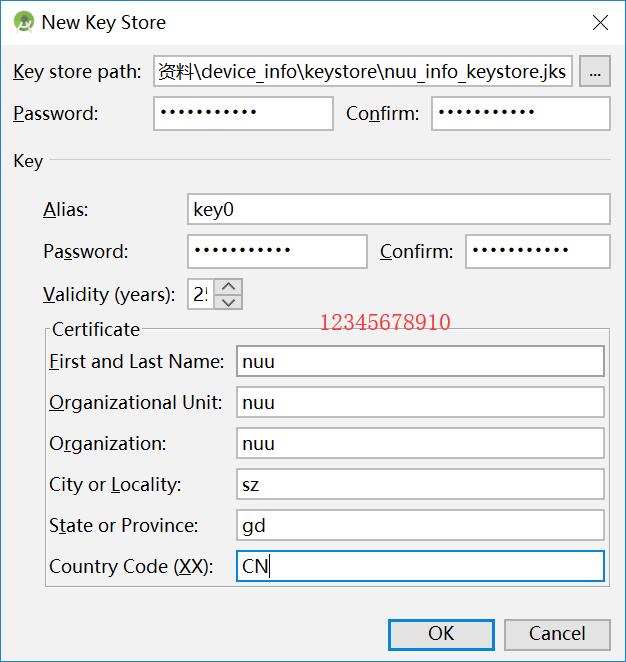 New Key Store
Key store path: 资料\device_info\keystore\nuu_info_keystore.jks ...
Password: ••••••••••• Confirm: •••••••••••
Key
Alias: key0
Password: ••••••••••• Confirm: •••••••••••
Validity (years):
12345678910
Certificate
First and Last Name: nuu
Organizational Unit: nuu
Organization: nuu
City or Locality: sz
State or Province: gd
Country Code (XX): CN
OK Cancel